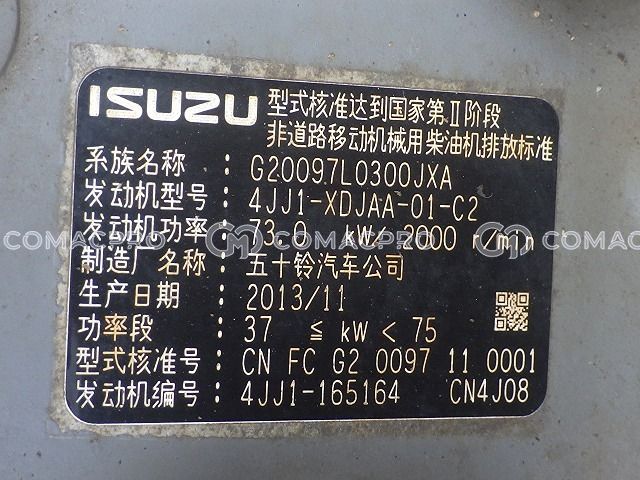 ISUZU 型式核准达到国家第Ⅱ阶段
非道路移动机械用柴油机排放标准
系族名称 : G20097L0300JXA
发动机型号: 4JJ1-XDJAA-01-C2
发动机功率: 73.0 kW/ 2000 r/min
COMACPRO COMACPRO COMACPRO
制造厂名称: 五十铃汽车公司
生产日期 : 2013/11
功率段 : 37 ≦ kW < 75
型式核准号: CN FC G2 0097 11 0001
发动机编号: 4JJ1-165164 CN4J08